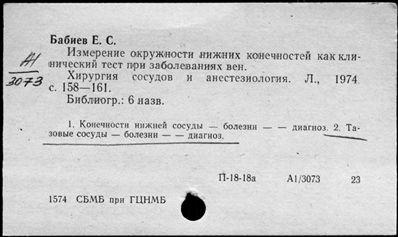 Бабиев Е. С.
Измерение окружности нижних конечностей как кли-
нический тест при заболеваниях вен.
А1
3073
Хирургия сосудов и анестезиология. Л., 1974
с. 158—161.
Библиогр.: 6 назв.
1. Конечности нижней сосуды — болезни — — диагноз. 2. Та-
зовые сосуды — болезни — — диагноз.
П-18-18а А1/3073 23
1574 СБМБ при ГЦНМБ